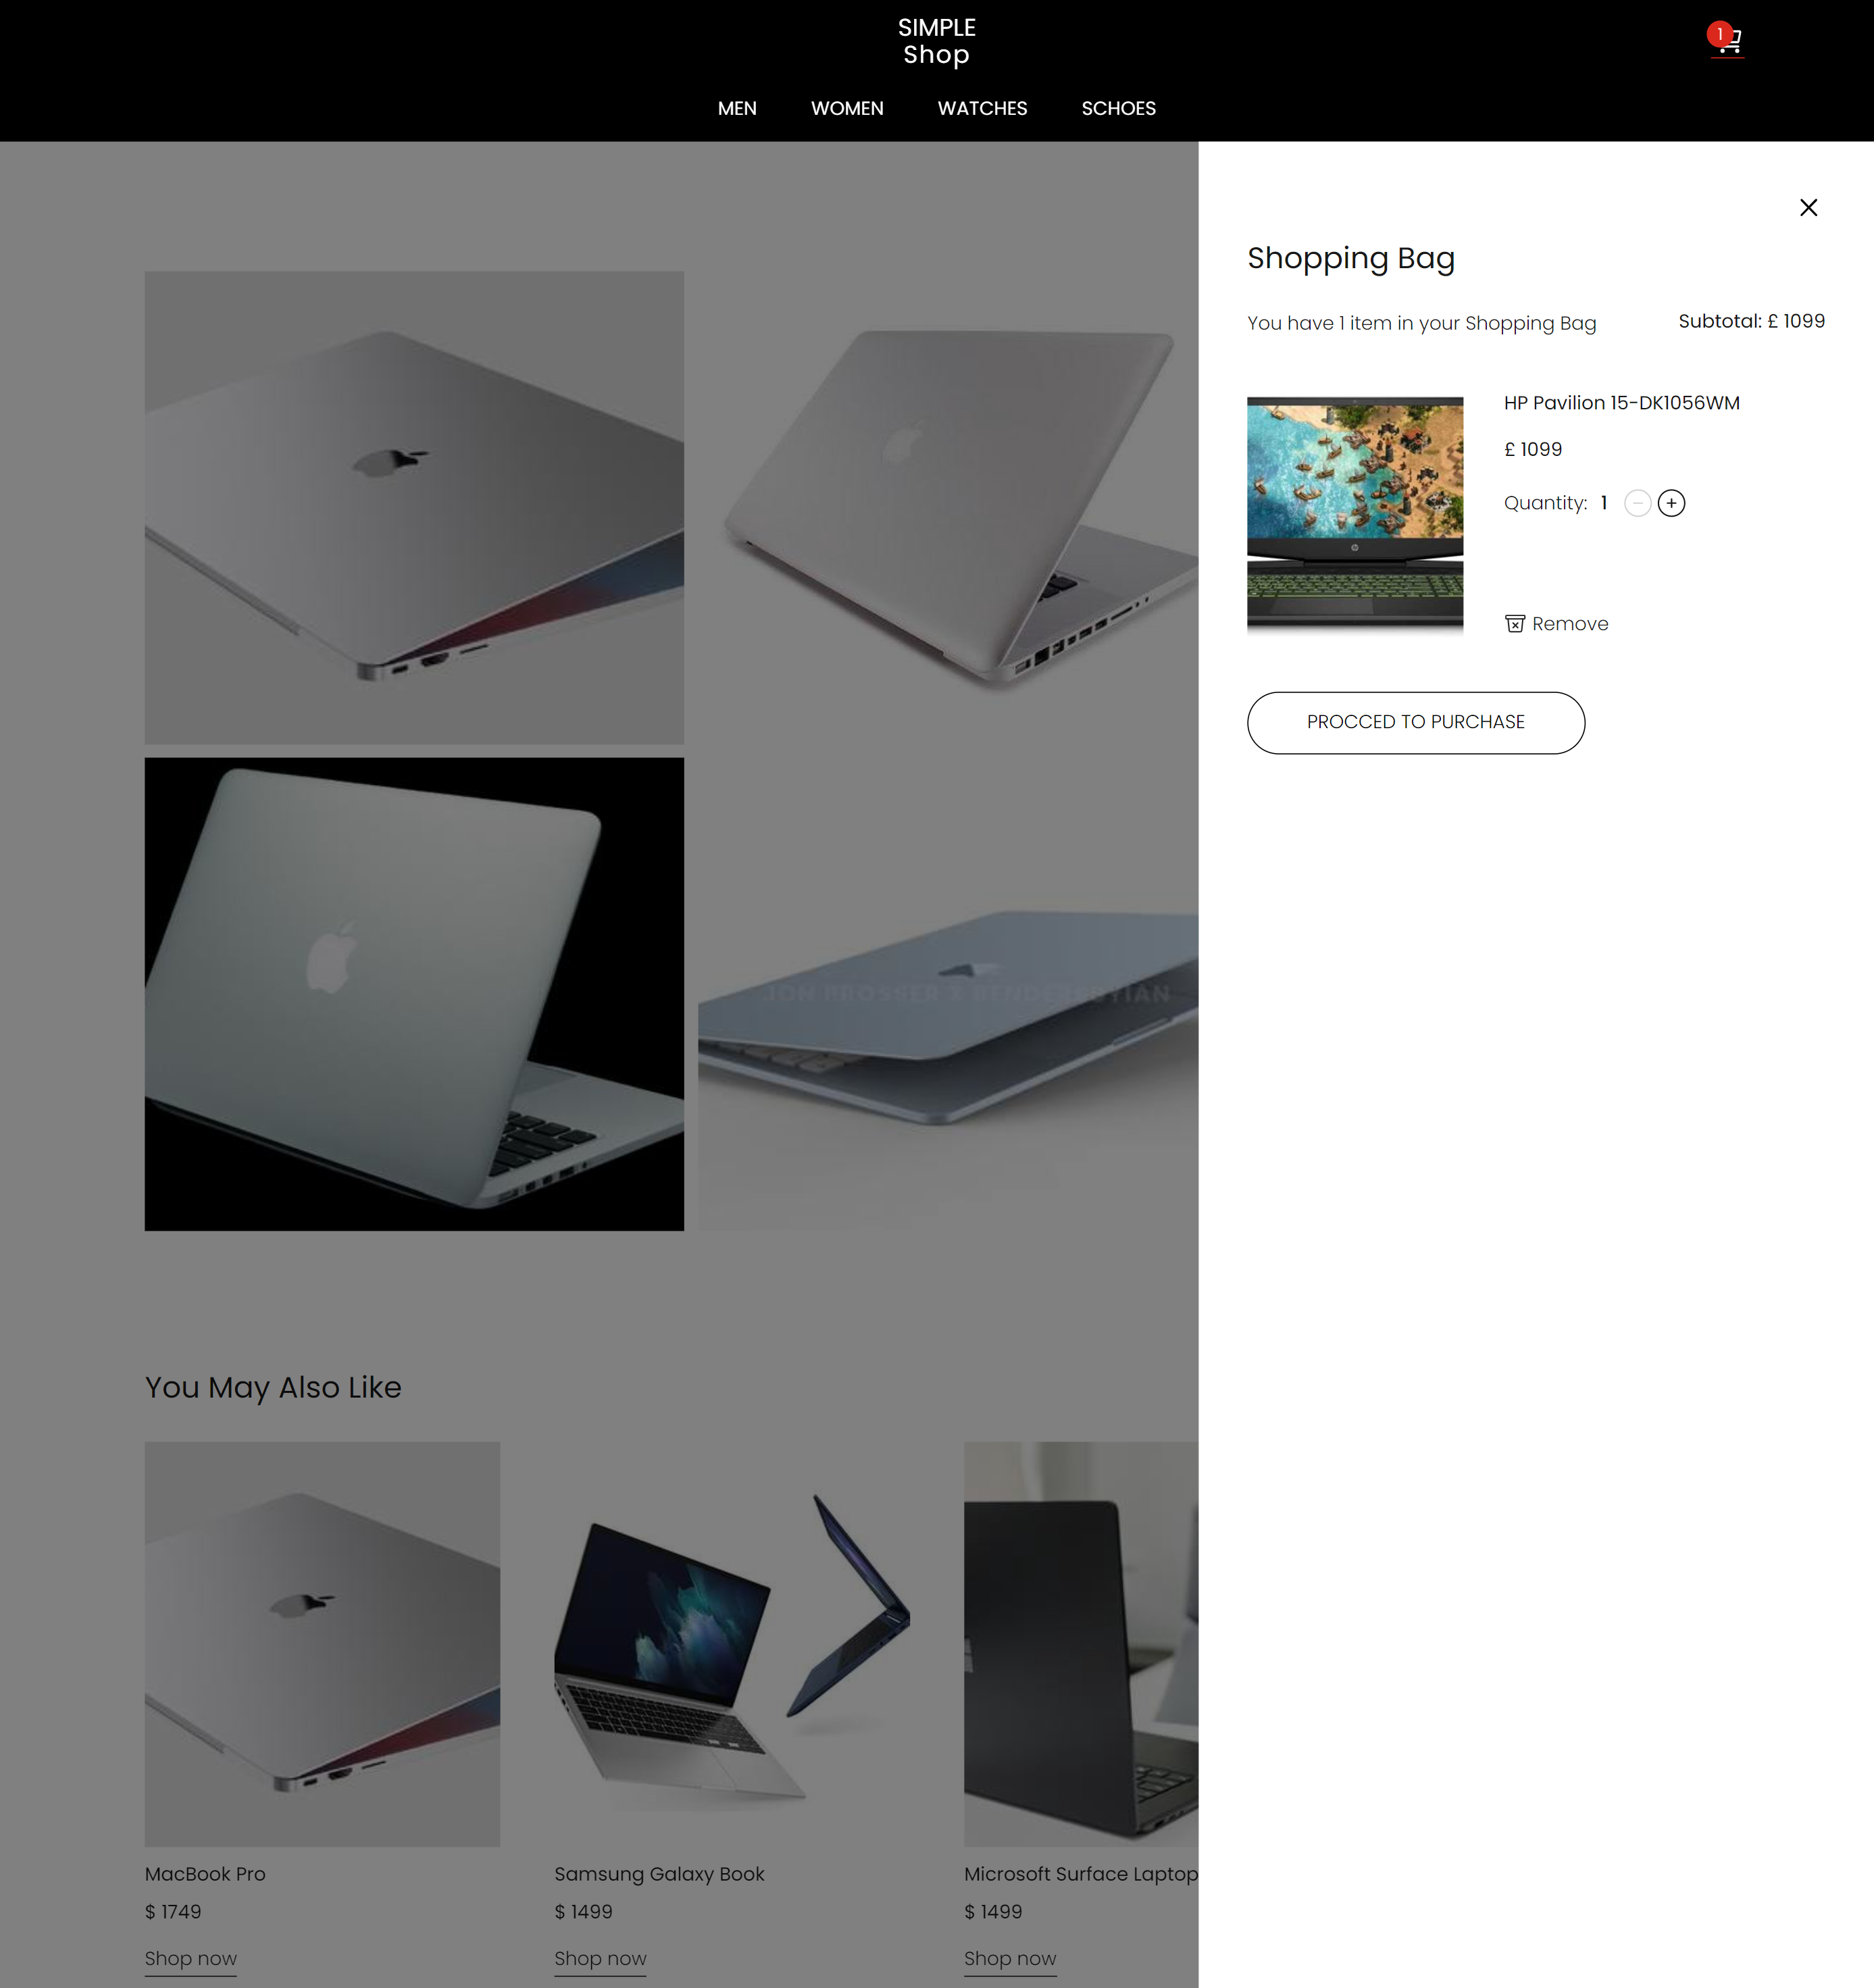 SIMPLE
Shop
1
MEN WOMEN WATCHES SCHOES
Shopping Bag
You have 1 item in your Shopping Bag
Subtotal: £ 1099
HP Pavilion 15-DK1056WM
£ 1099
Quantity: 1
Remove
PROCCED TO PURCHASE
JON PROSSER X RENDERSBYIAN
You May Also Like
MacBook Pro
$ 1749
Shop now
Samsung Galaxy Book
$ 1499
Shop now
Microsoft Surface Laptop
$ 1499
Shop now